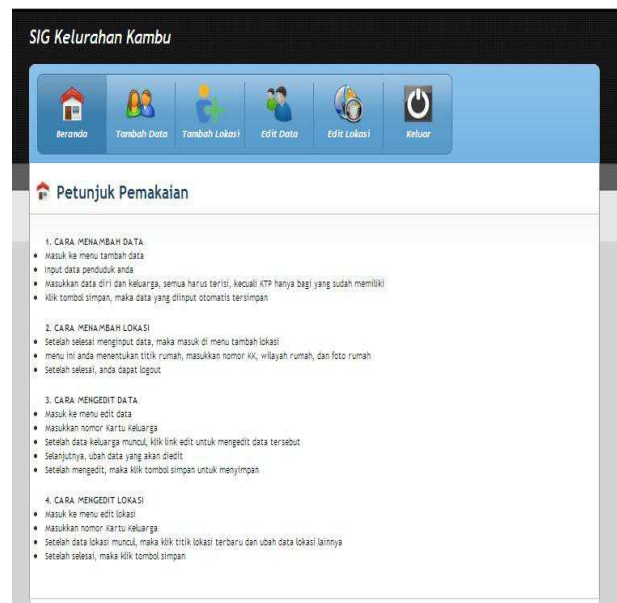 SIG Kelurahan Kambu
Beranda
Tambah Data
Tambah Lokasi
Edit Data
Edit Lokasi
Keluar
Petunjuk Pemakaian
1. CARA MENAMBAH DATA
Masuk ke menu tambah data
Input data penduduk anda
Masukkan data diri dan keluarga, semua harus terisi, kecuali KTP hanya bagi yang sudah memiliki
Klik tombol simpan, maka data yang diinput otomatis tersimpan
2. CARA MENAMBAH LOKASI
Setelah selesai menginput data, maka masuk di menu tambah lokasi
menu ini anda menentukan titik rumah, masukkan nomor KK, wilayah rumah, dan foto rumah
Setelah selesai, anda dapat logout
3. CARA MENGEDIT DATA
Masuk ke menu edit data
Masukkan nomor Kartu Keluarga
Setelah data keluarga muncul, klik link edit untuk mengedit data tersebut
Selanjutnya, ubah data yang akan diedit
Setelah mengedit, maka klik tombol simpan untuk menyimpan
4. CARA MENGEDIT LOKASI
Masuk ke menu edit lokasi
Masukkan nomor Kartu Keluarga
Setelah data lokasi muncul, maka klik titik lokasi terbaru dan ubah data lokasi lainnya
Setelah selesai, maka klik tombol simpan